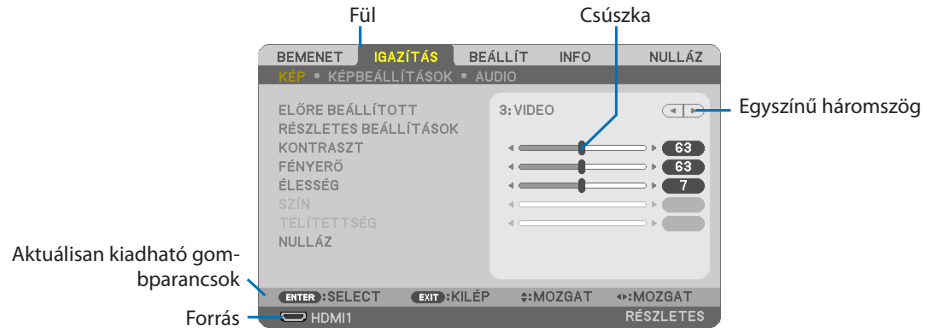 Fül
Csúszka
BEMENET IGAZÍTÁS BEÁLLÍT INFO NULLÁZ
KÉP • KÉPBEÁLLÍTÁSOK • AUDIO
ELŐRE BEÁLLÍTOTT 3: VIDEO
Egyszínű háromszög
RÉSZLETES BEÁLLÍTÁSOK
KONTRASZT 63
FÉNYERŐ 63
ÉLESSÉG 7
SZÍN
TELÍTETTSÉG
NULLÁZ
Aktuálisan kiadható gom-
bparancsok
ENTER :SELECT EXIT :KILÉP :MOZGAT :MOZGAT
Forrás
HDMI1 RÉSZLETES